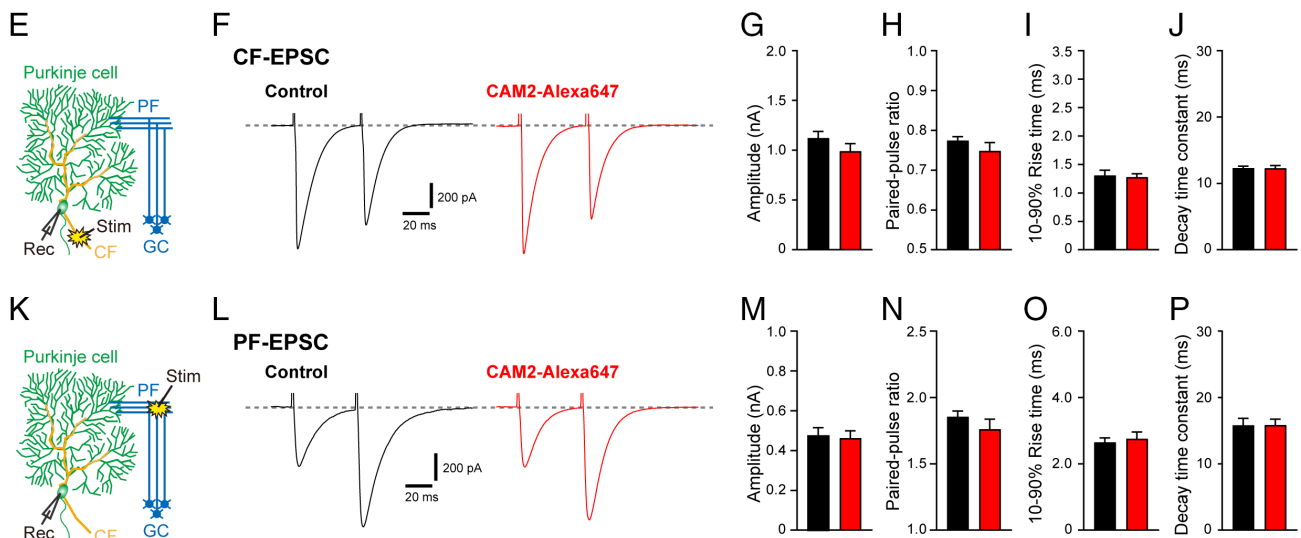 E
Purkinje cell
PF
Stim
Rec
CF
GC
F
CF-EPSC
Control
CAM2-Alexa647
200 pA
20 ms
G
Amplitude (nA)
2.0
1.5
1.0
0.5
0
H
Paired-pulse ratio
1.0
0.9
0.8
0.7
0.6
0.5
I
10-90% Rise time (ms)
3.5
3.0
2.5
2.0
1.5
1.0
0.5
0
J
Decay time constant (ms)
30
20
10
0
K
Purkinje cell
PF
Stim
Rec
CF
GC
L
PF-EPSC
Control
CAM2-Alexa647
200 pA
20 ms
M
Amplitude (nA)
1.0
0.8
0.6
0.4
0.2
0
N
Paired-pulse ratio
2.5
2.0
1.5
1.0
O
10-90% Rise time (ms)
6.0
4.0
2.0
0
P
Decay time constant (ms)
30
20
10
0